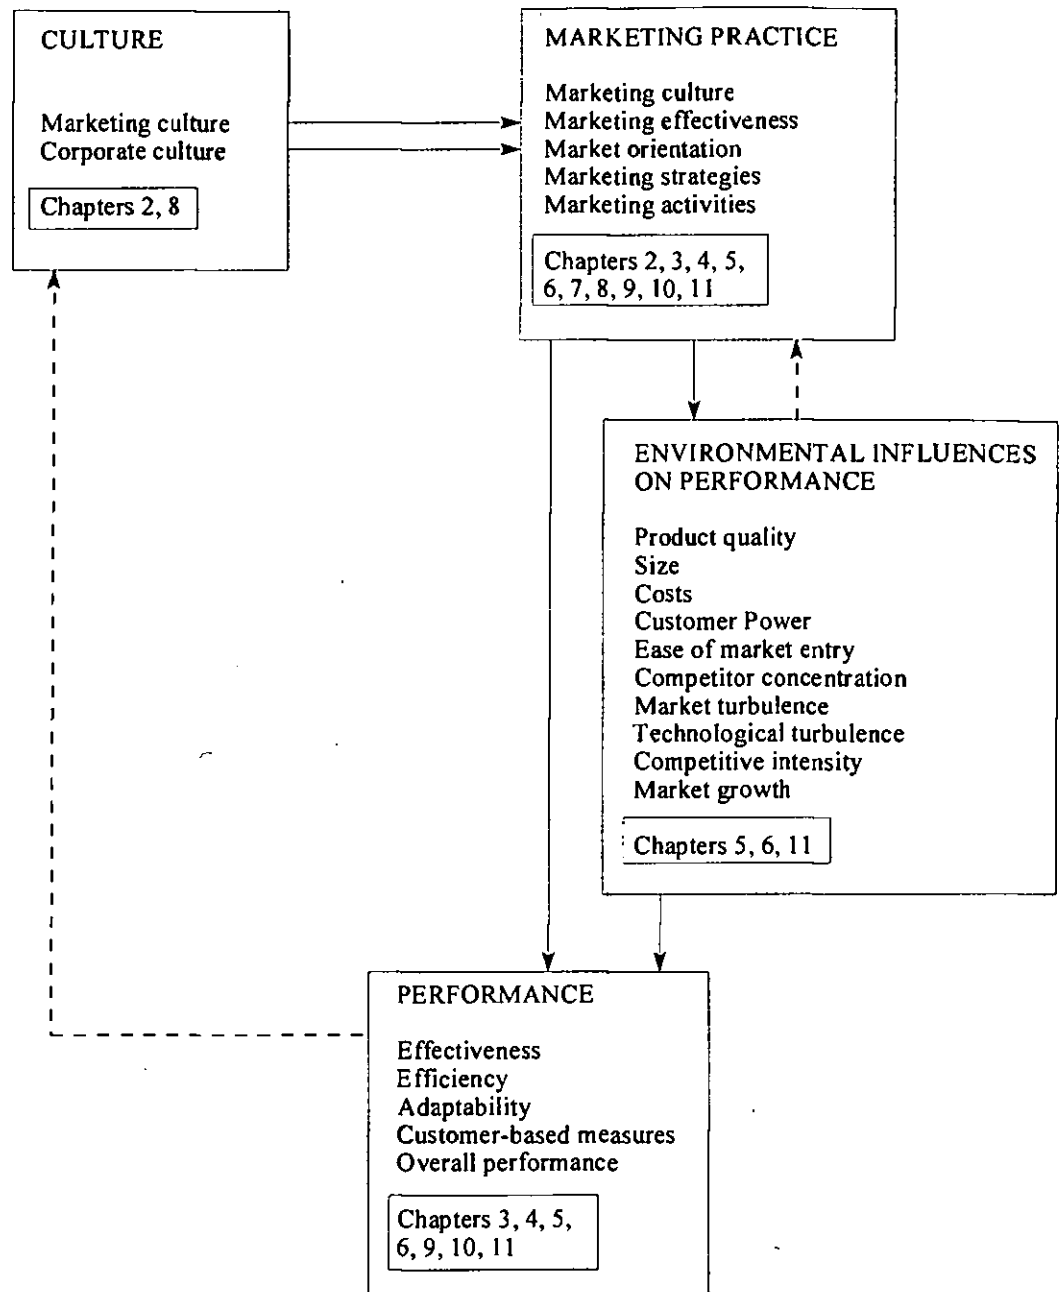 CULTURE
Marketing culture
Corporate culture
Chapters 2, 8
MARKETING PRACTICE
Marketing culture
Marketing effectiveness
Market orientation
Marketing strategies
Marketing activities
Chapters 2, 3, 4, 5,
6, 7, 8, 9, 10, 11
ENVIRONMENTAL INFLUENCES
ON PERFORMANCE
Product quality
Size
Costs
Customer Power
Ease of market entry
Competitor concentration
Market turbulence
Technological turbulence
Competitive intensity
Market growth
Chapters 5, 6, 11
PERFORMANCE
Effectiveness
Efficiency
Adaptability
Customer-based measures
Overall performance
Chapters 3, 4, 5,
6, 9, 10, 11